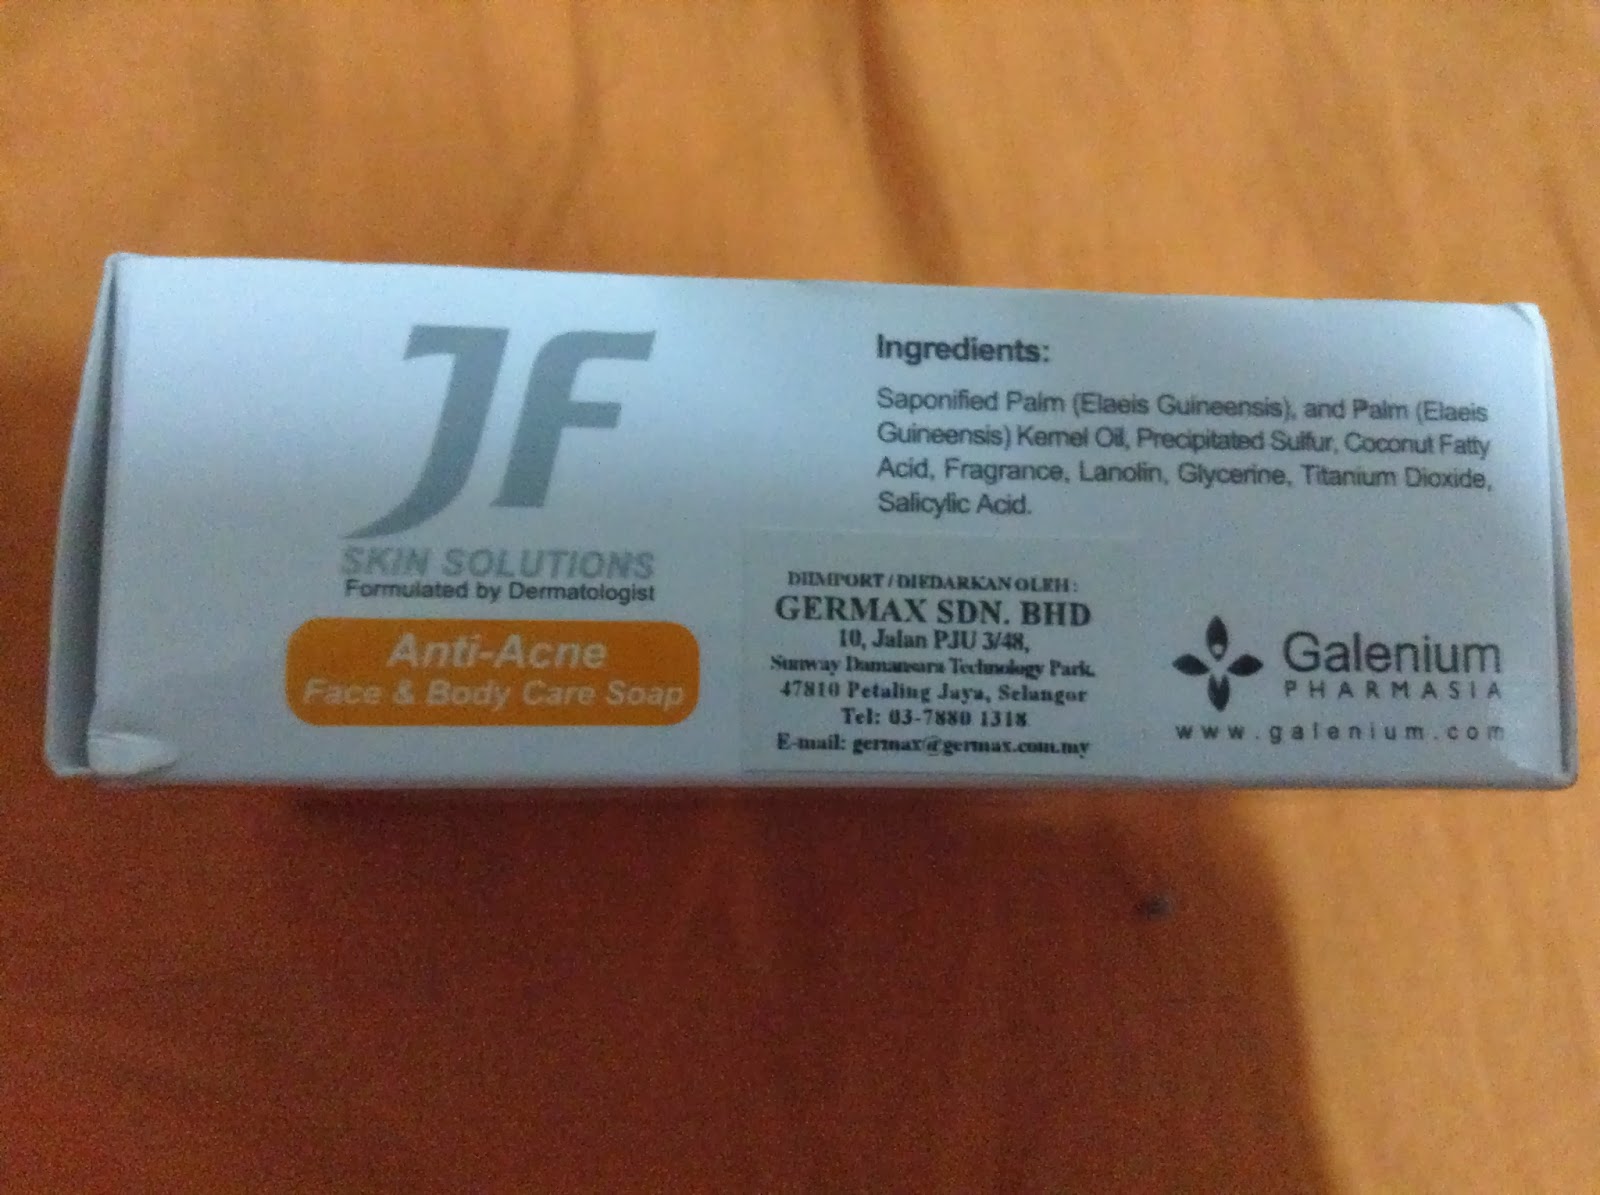 JF
SKIN SOLUTIONS
Formulated by Dermatologist
Anti-Acne
Face & Body Care Soap
Ingredients:
Saponified Palm (Elaeis Guineensis), and Palm (Elaeis
Guineensis) Kernel Oil, Precipitated Sulfur, Coconut Fatty
Acid, Fragrance, Lanolin, Glycerine, Titanium Dioxide,
Salicylic Acid.
DIIMPORT / DIEDARKAN OLEH :
GERMAX SDN. BHD
10, Jalan PJU 3/48,
Sunway Damansara Technology Park,
47810 Petaling Jaya, Selangor
Tel: 03-7880 1318
E-mail: germax@germax.com.my
Galenium
PHARMASIA
www.galenium.com